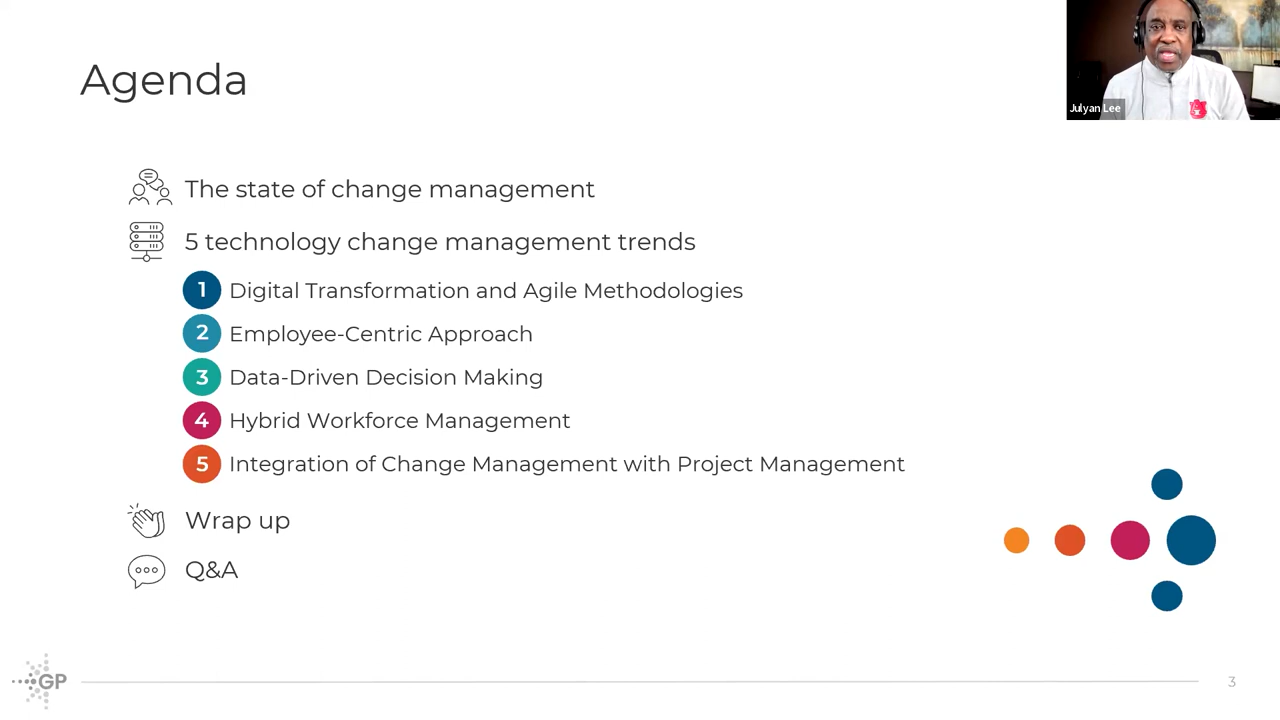 Agenda
Julyan Lee
The state of change management
5 technology change management trends
1 Digital Transformation and Agile Methodologies
2 Employee-Centric Approach
3 Data-Driven Decision Making
4 Hybrid Workforce Management
5 Integration of Change Management with Project Management
Wrap up
Q&A
GP
3